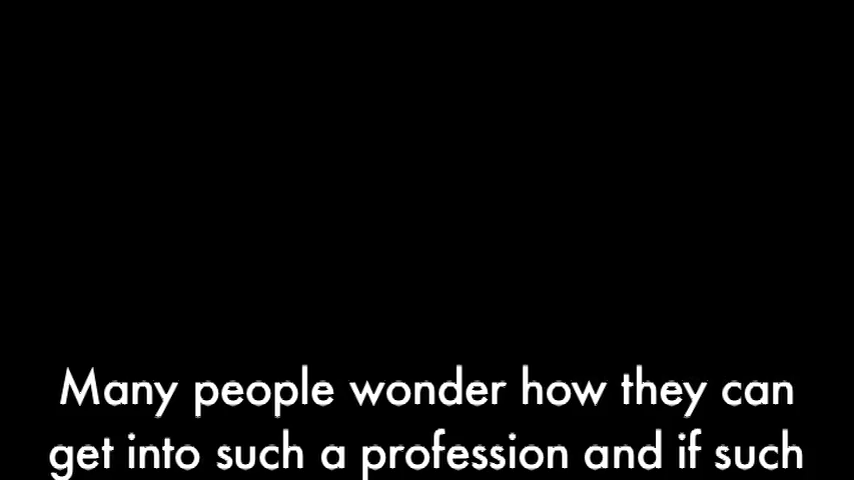 Many people wonder how they can
get into such a profession and if such